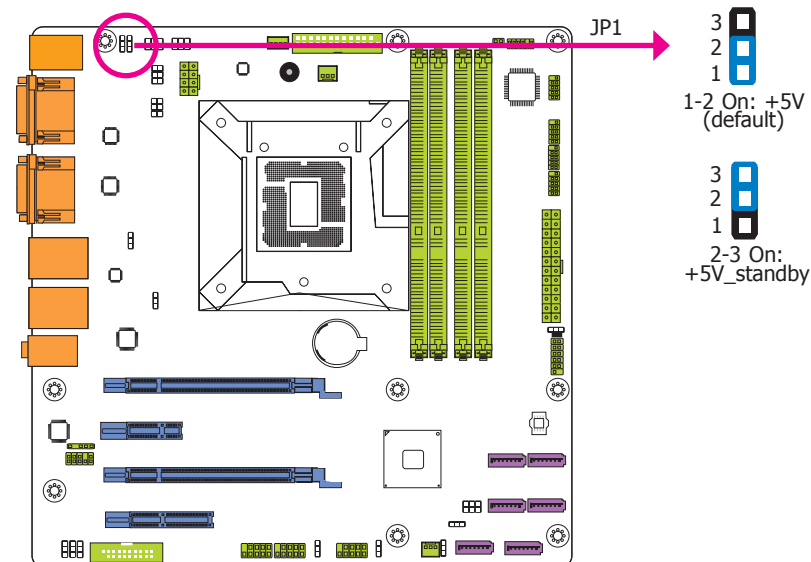 JP1
3
2
1
1-2 On: +5V
(default)
3
2
1
2-3 On:
+5V_standby